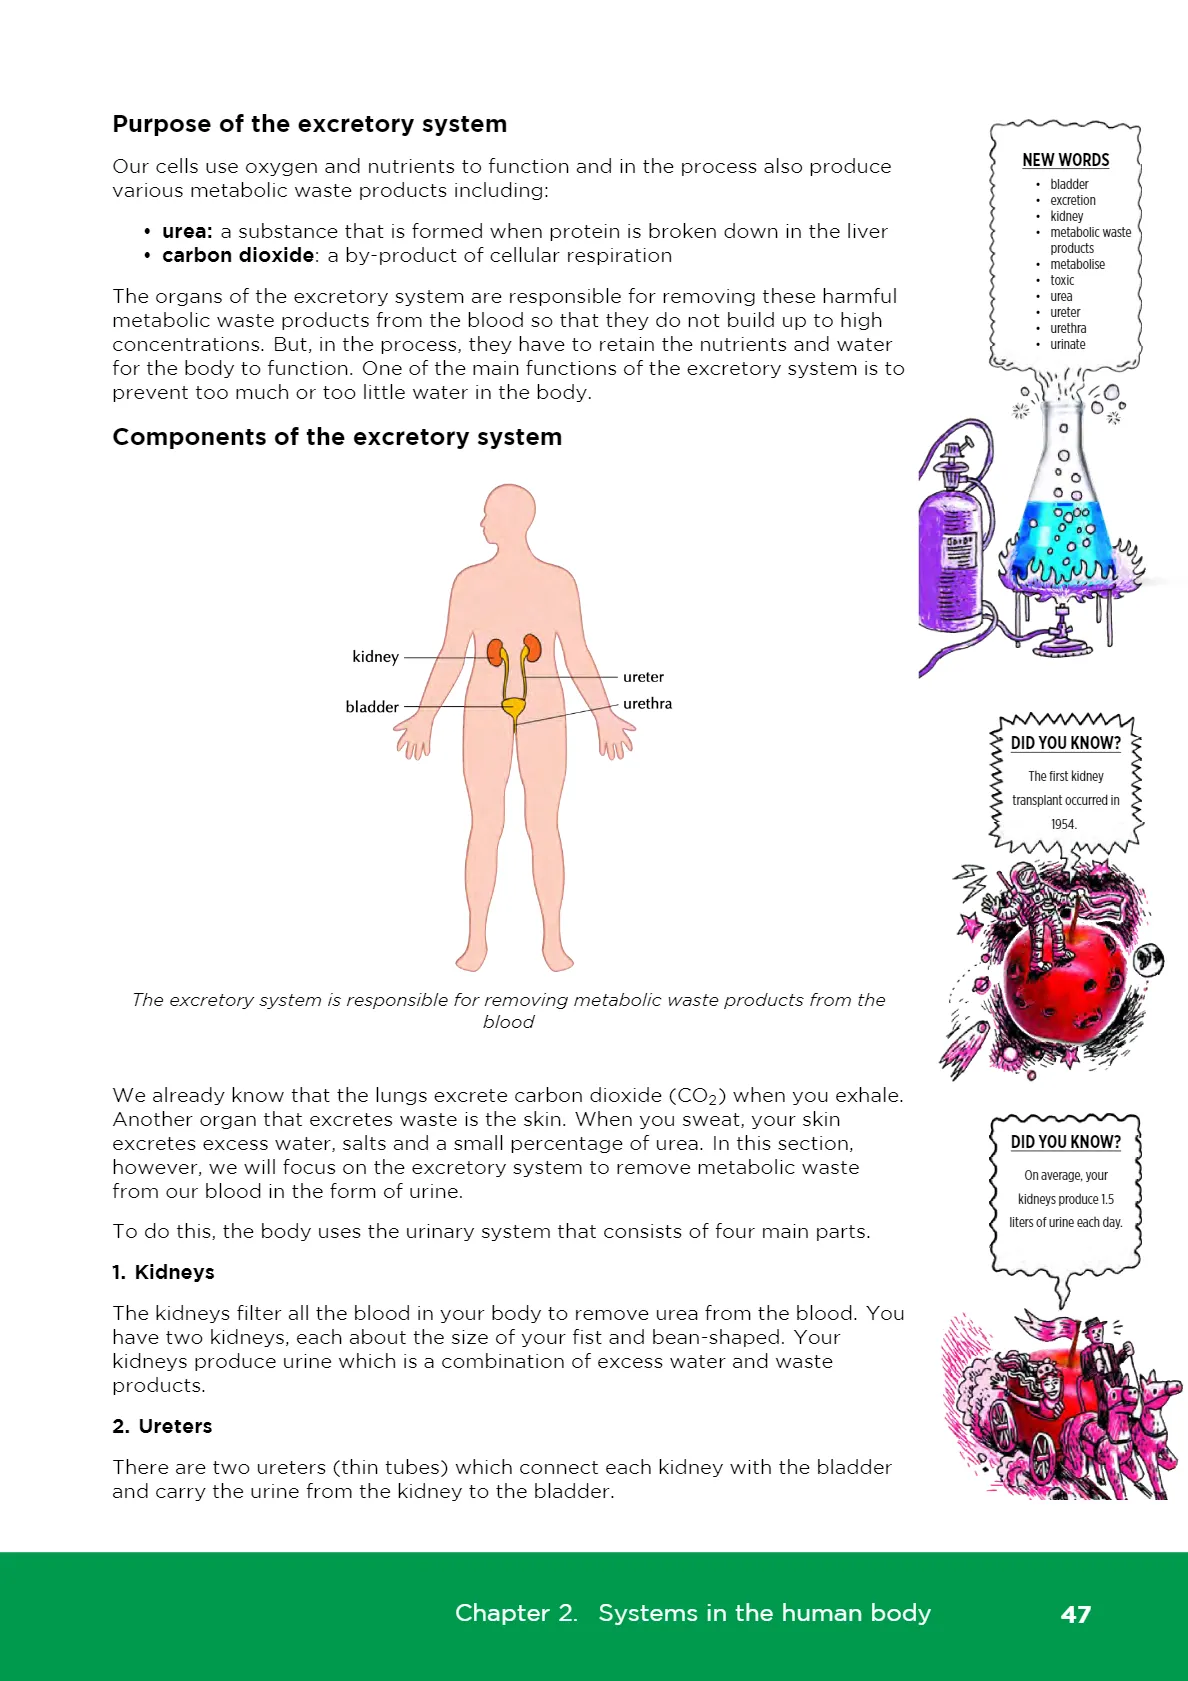 Purpose of the excretory system
Our cells use oxygen and nutrients to function and in the process also produce
various metabolic waste products including:
• urea: a substance that is formed when protein is broken down in the liver
• carbon dioxide: a by-product of cellular respiration
The organs of the excretory system are responsible for removing these harmful
metabolic waste products from the blood so that they do not build up to high
concentrations. But, in the process, they have to retain the nutrients and water
for the body to function. One of the main functions of the excretory system is to
prevent too much or too little water in the body.
Components of the excretory system
kidney
bladder
ureter
urethra
The excretory system is responsible for removing metabolic waste products from the
blood
We already know that the lungs excrete carbon dioxide (CO₂) when you exhale.
Another organ that excretes waste is the skin. When you sweat, your skin
excretes excess water, salts and a small percentage of urea. In this section,
however, we will focus on the excretory system to remove metabolic waste
from our blood in the form of urine.
To do this, the body uses the urinary system that consists of four main parts.
1. Kidneys
The kidneys filter all the blood in your body to remove urea from the blood. You
have two kidneys, each about the size of your fist and bean-shaped. Your
kidneys produce urine which is a combination of excess water and waste
products.
2. Ureters
There are two ureters (thin tubes) which connect each kidney with the bladder
and carry the urine from the kidney to the bladder.
NEW WORDS
• bladder
• excretion
• kidney
• metabolic waste
products
• metabolise
• toxic
• urea
• ureter
• urethra
• urinate
DID YOU KNOW?
The first kidney
transplant occurred in
1954.
DID YOU KNOW?
On average, your
kidneys produce 1.5
liters of urine each day.
Chapter 2. Systems in the human body
47